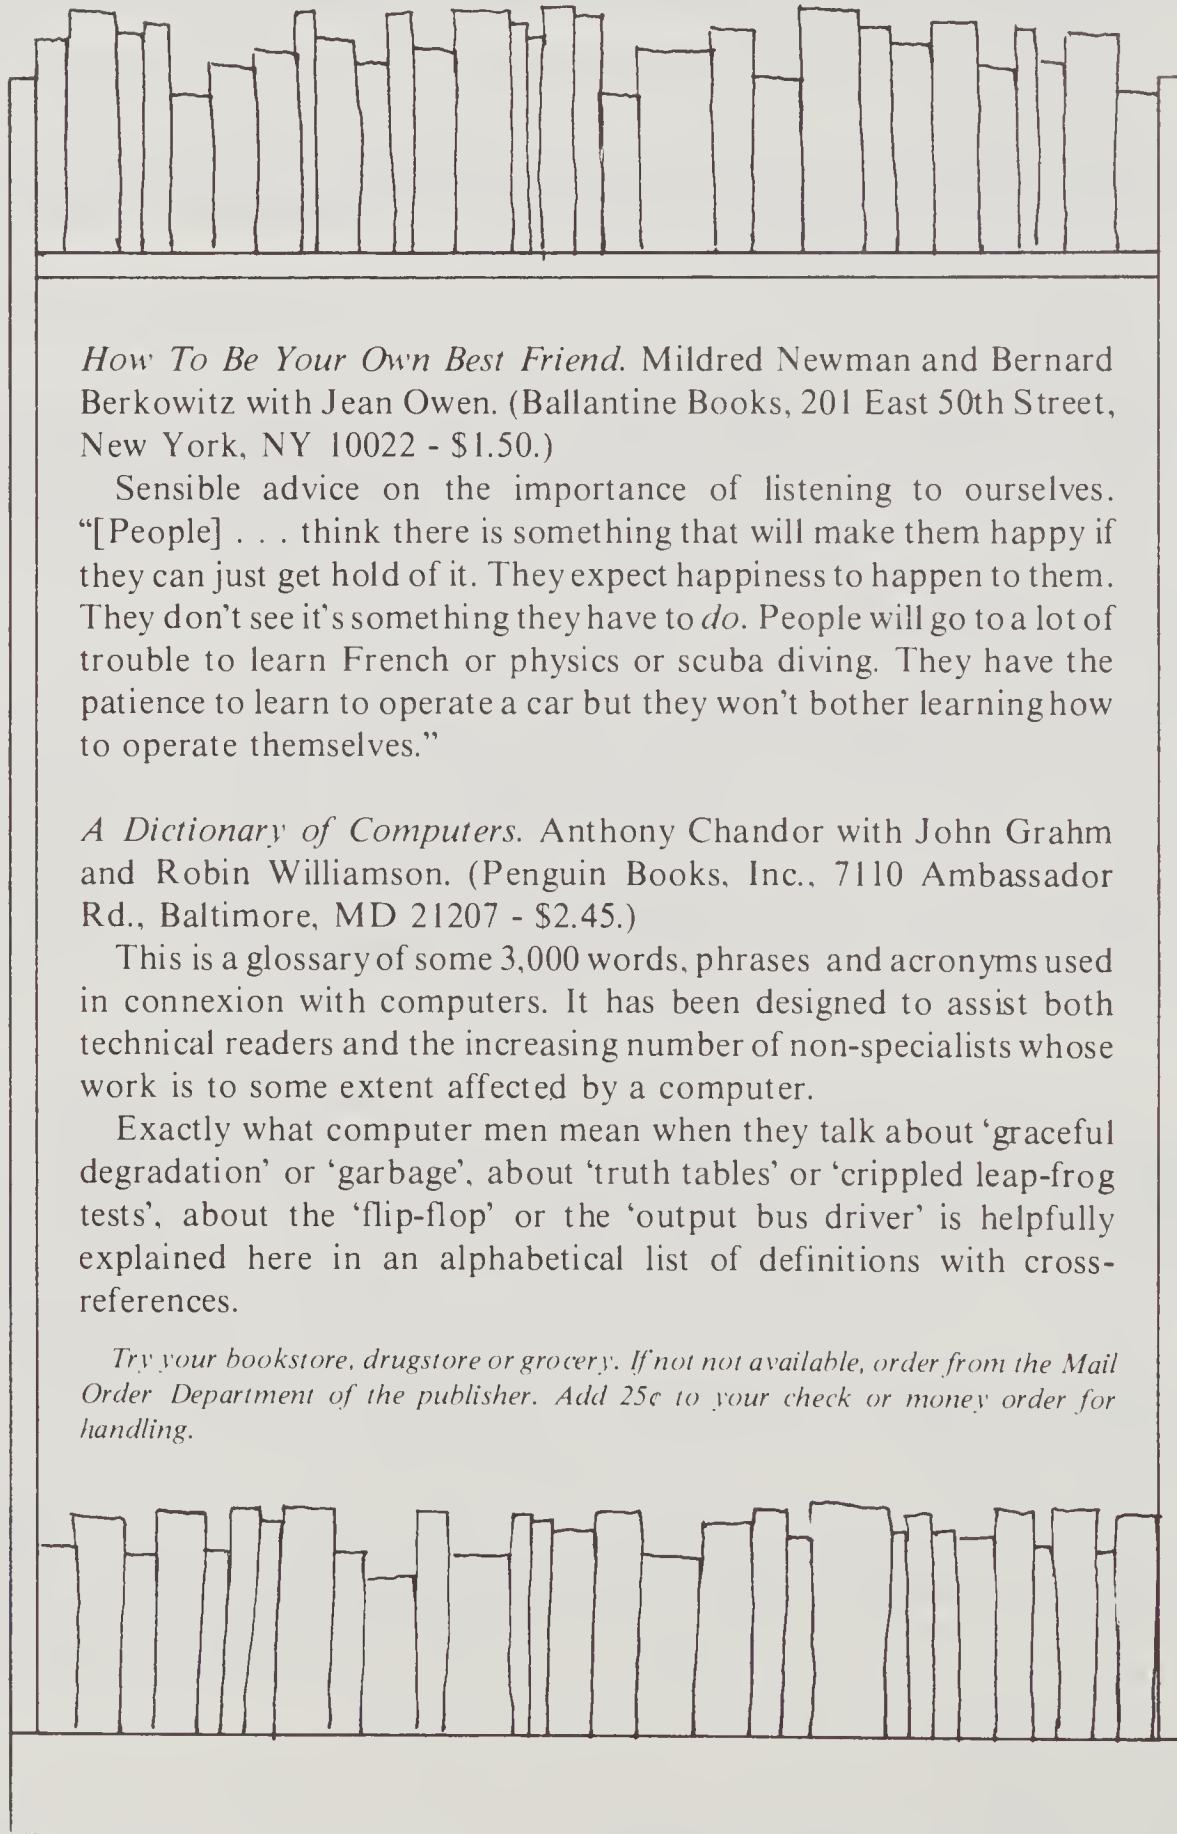 How To Be Your Own Best Friend. Mildred Newman and Bernard
Berkowitz with Jean Owen. (Ballantine Books, 201 East 50th Street,
New York, NY 10022 - $1.50.)
Sensible advice on the importance of listening to ourselves.
“[People] . . . think there is something that will make them happy if
they can just get hold of it. They expect happiness to happen to them.
They don’t see it’s something they have to do. People will go to a lot of
trouble to learn French or physics or scuba diving. They have the
patience to learn to operate a car but they won’t bother learning how
to operate themselves.”
A Dictionary of Computers. Anthony Chandor with John Grahm
and Robin Williamson. (Penguin Books, Inc., 7110 Ambassador
Rd., Baltimore, MD 21207 - $2.45.)
This is a glossary of some 3,000 words, phrases and acronyms used
in connexion with computers. It has been designed to assist both
technical readers and the increasing number of non-specialists whose
work is to some extent affected by a computer.
Exactly what computer men mean when they talk about ‘graceful
degradation’ or ‘garbage’, about ‘truth tables’ or ‘crippled leap-frog
tests’, about the ‘flip-flop’ or the ‘output bus driver’ is helpfully
explained here in an alphabetical list of definitions with cross-
references.
Try your bookstore, drugstore or grocery. If not not available, order from the Mail
Order Department of the publisher. Add 25¢ to your check or money order for
handling.